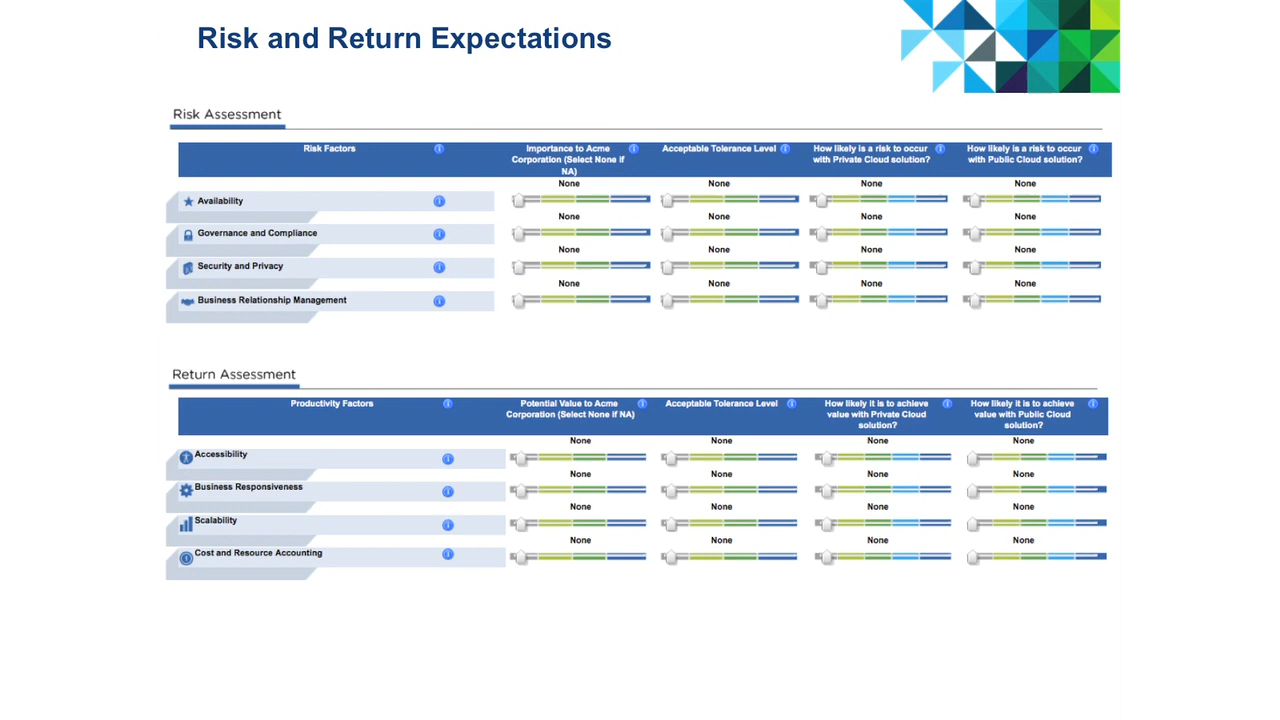 Risk and Return Expectations
Risk Assessment
Risk Factors
Importance to Acme
Corporation (Select None if
NA)
Acceptable Tolerance Level
How likely is a risk to occur
with Private Cloud solution?
How likely is a risk to occur
with Public Cloud solution?
None None None None
Availability
None None None None
Governance and Compliance
None None None None
Security and Privacy
None None None None
Business Relationship Management
Return Assessment
Productivity Factors
Potential Value to Acme
Corporation (Select None if NA)
Acceptable Tolerance Level
How likely it is to achieve
value with Private Cloud
solution?
How likely it is to achieve
value with Public Cloud
solution?
None None None None
Accessibility
None None None None
Business Responsiveness
None None None None
Scalability
None None None None
Cost and Resource Accounting